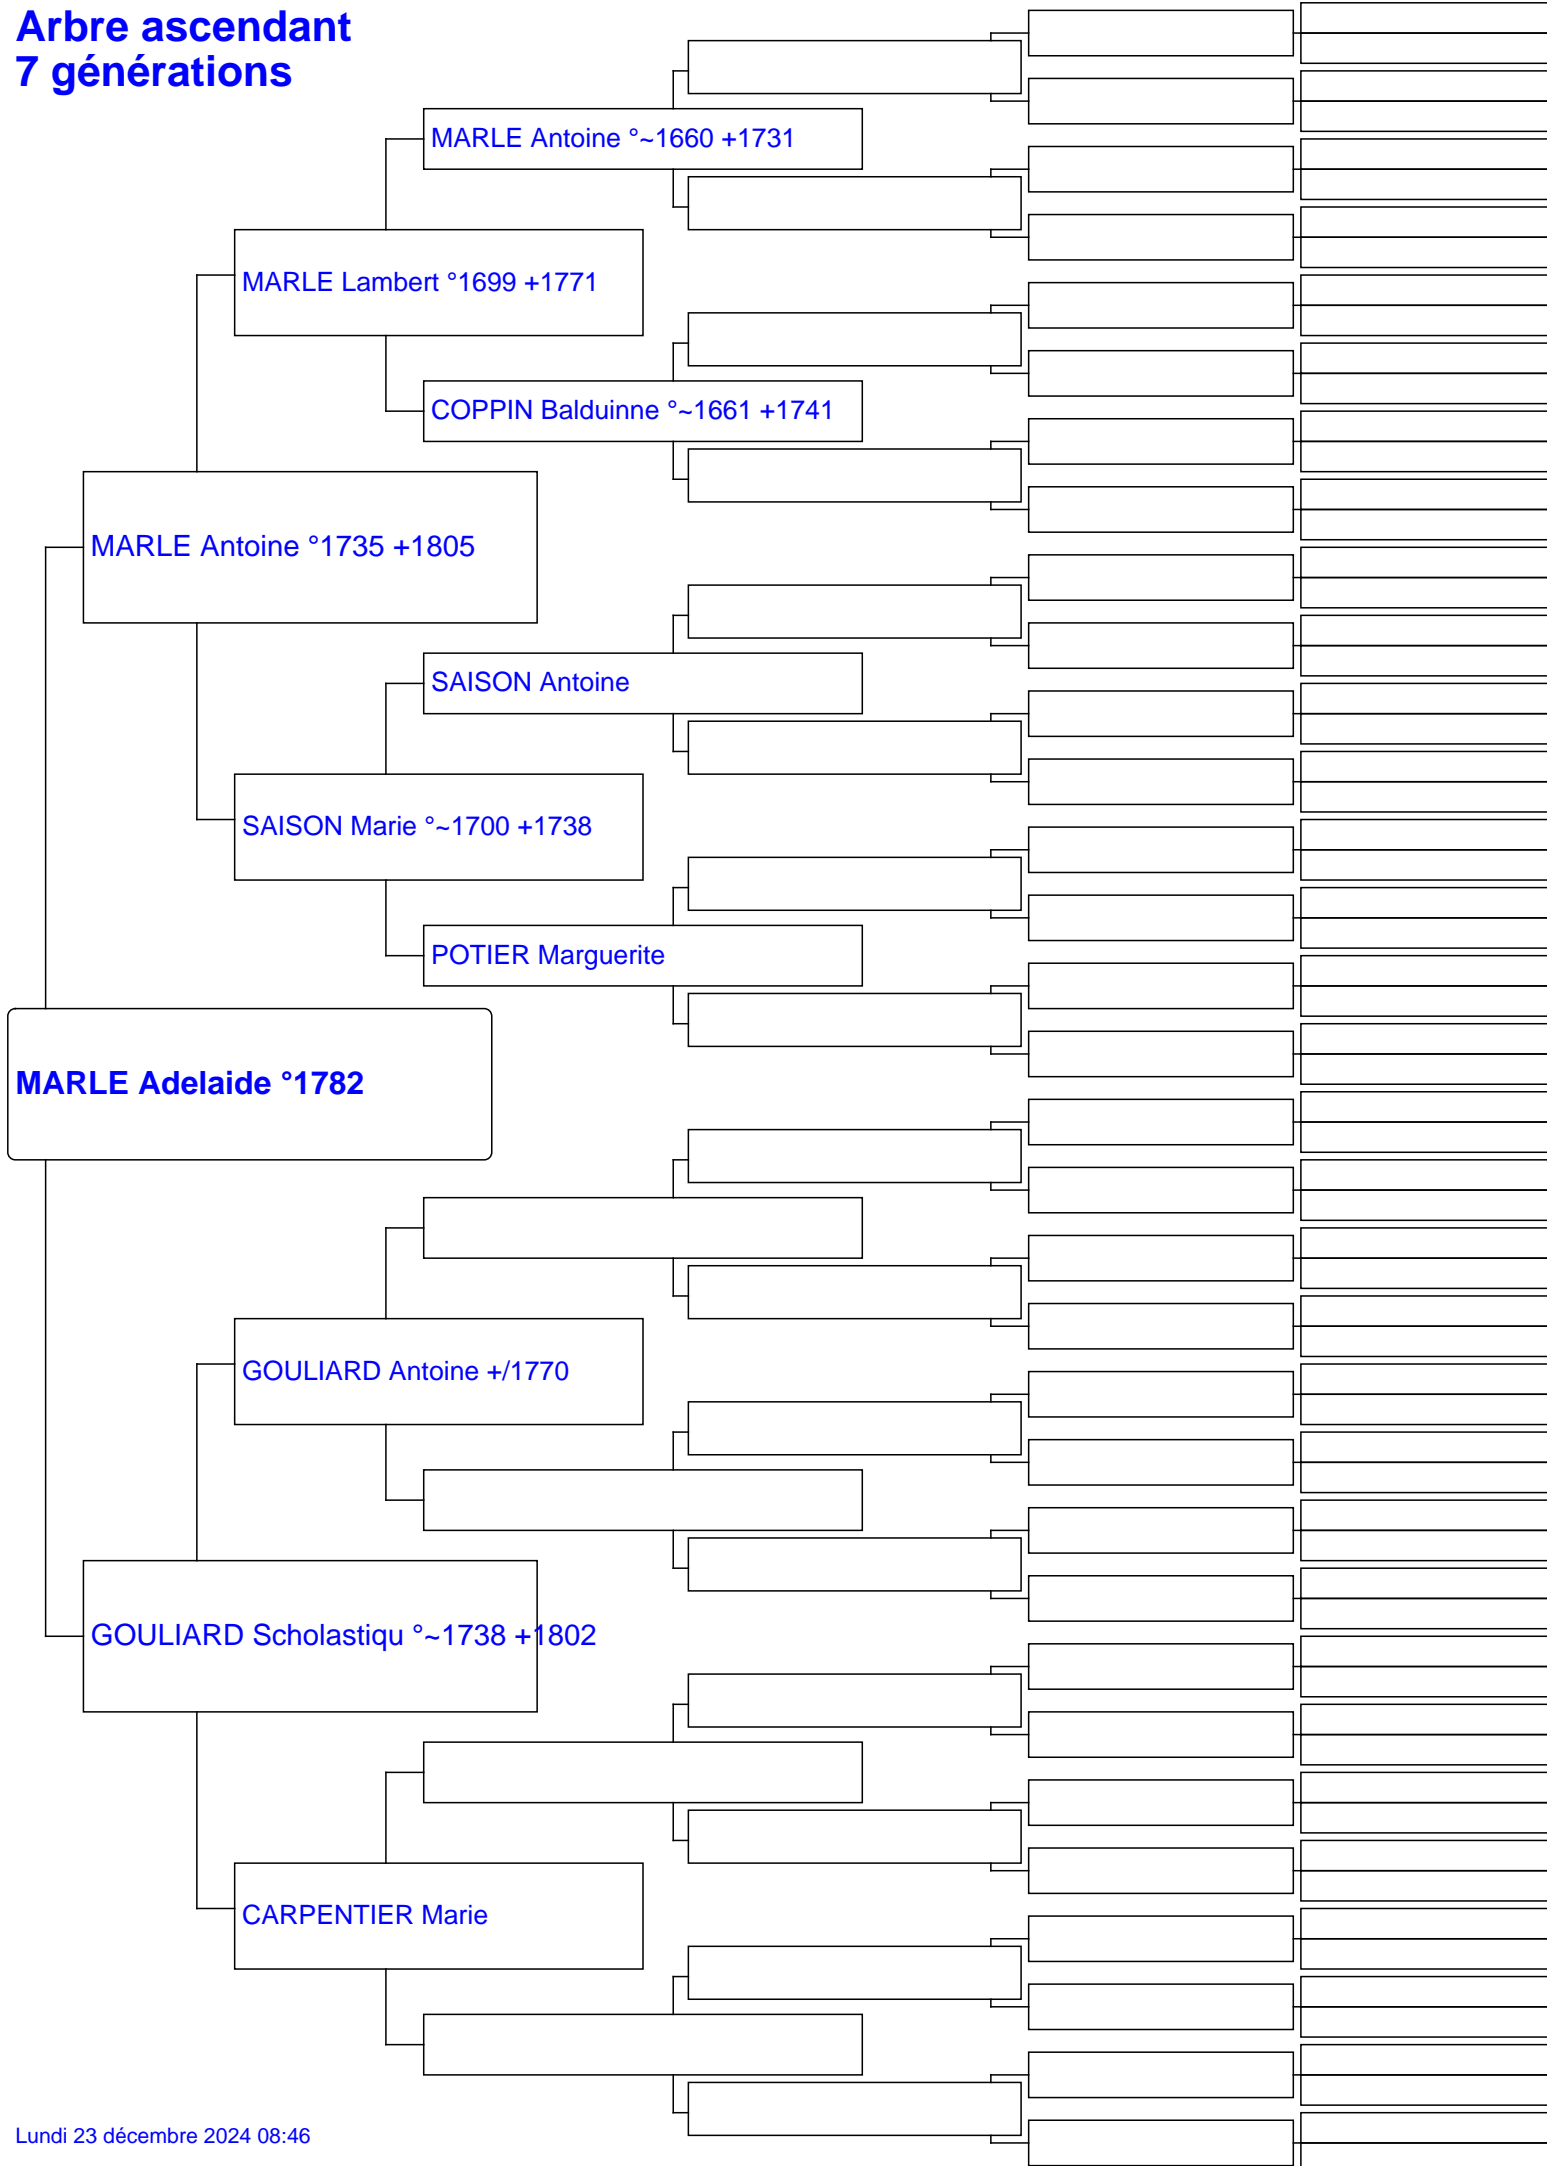 Arbre ascendant
7 générations
MARLE Antoine °~1660 +1731
MARLE Lambert °1699 +1771
COPPIN Balduinne °~1661 +1741
MARLE Antoine °1735 +1805
SAISON Antoine
SAISON Marie °~1700 +1738
POTIER Marguerite
MARLE Adelaide °1782
GOULIARD Antoine +/1770
GOULIARD Scholastiqu °~1738 +1802
CARPENTIER Marie
Lundi 23 décembre 2024 08:46